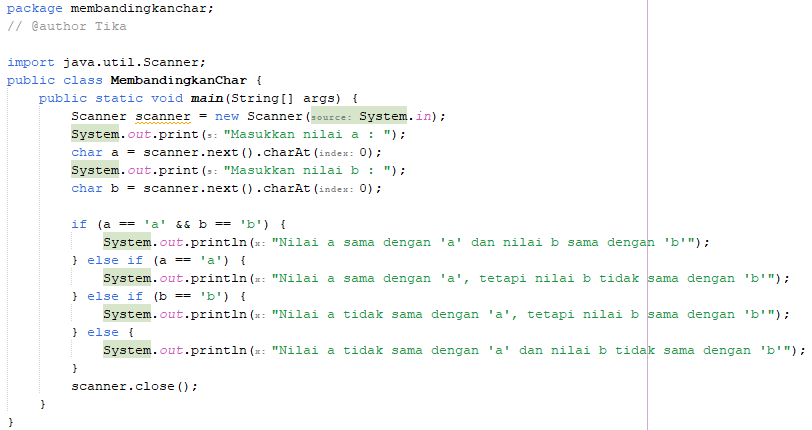 package membandingkanchar;
// @author Tika
import java.util.Scanner;
public class MembandingkanChar {
public static void main(String[] args) {
Scanner scanner = new Scanner(source: System.in);
System.out.print(s: "Masukkan nilai a : ");
char a = scanner.next().charAt(index: 0);
System.out.print(s: "Masukkan nilai b : ");
char b = scanner.next().charAt(index: 0);
if (a == 'a' && b == 'b') {
System.out.println(x: "Nilai a sama dengan 'a' dan nilai b sama dengan 'b'");
} else if (a == 'a') {
System.out.println(x: "Nilai a sama dengan 'a', tetapi nilai b tidak sama dengan 'b'");
} else if (b == 'b') {
System.out.println(x: "Nilai a tidak sama dengan 'a', tetapi nilai b sama dengan 'b'");
} else {
System.out.println(x: "Nilai a tidak sama dengan 'a' dan nilai b tidak sama dengan 'b'");
}
scanner.close();
}
}